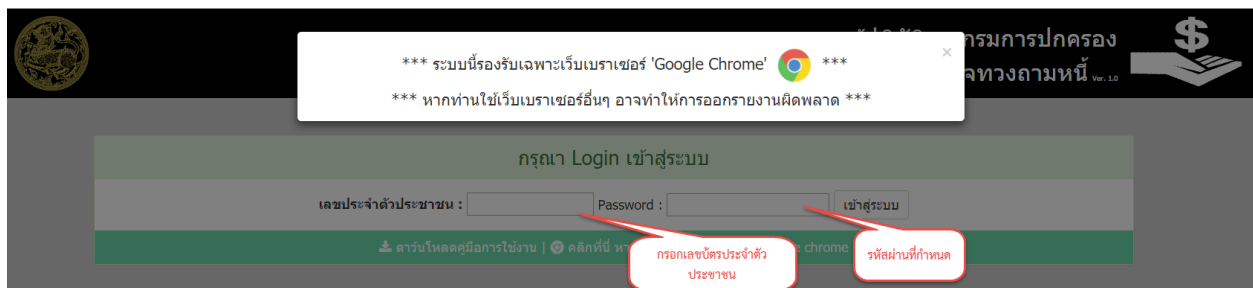 กรมการปกครอง
*** ระบบนี้รองรับเฉพาะเว็บเบราเซอร์ 'Google Chrome' ***
×
จทวงถามหนี้ Ver. 1.0
*** หากท่านใช้เว็บเบราเซอร์อื่นๆ อาจทำให้การออกรายงานผิดพลาด ***
กรุณา Login เข้าสู่ระบบ
เลขประจำตัวประชาชน : Password : เข้าสู่ระบบ
ดาว์นโหลดคู่มือการใช้งาน | คลิกที่นี่ หา chrome
กรอกเลขบัตรประจำตัว
ประชาชน
รหัสผ่านที่กำหนด